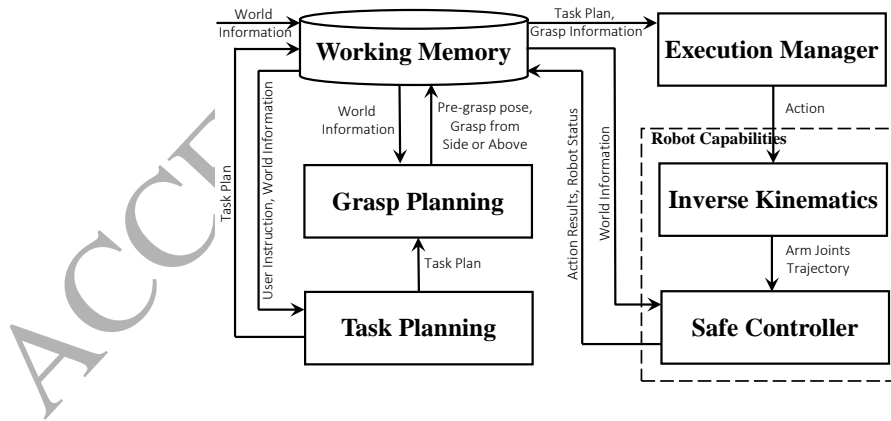 World
Information
Working Memory
Task Plan,
Grasp Information
Execution Manager
Action
Robot Capabilities
World
Information
Pre-grasp pose,
Grasp from
Side or Above
Task Plan
User Instruction, World Information
Action Results, Robot Status
World Information
Grasp Planning
Inverse Kinematics
Task Plan
Arm Joints
Trajectory
Task Planning
Safe Controller